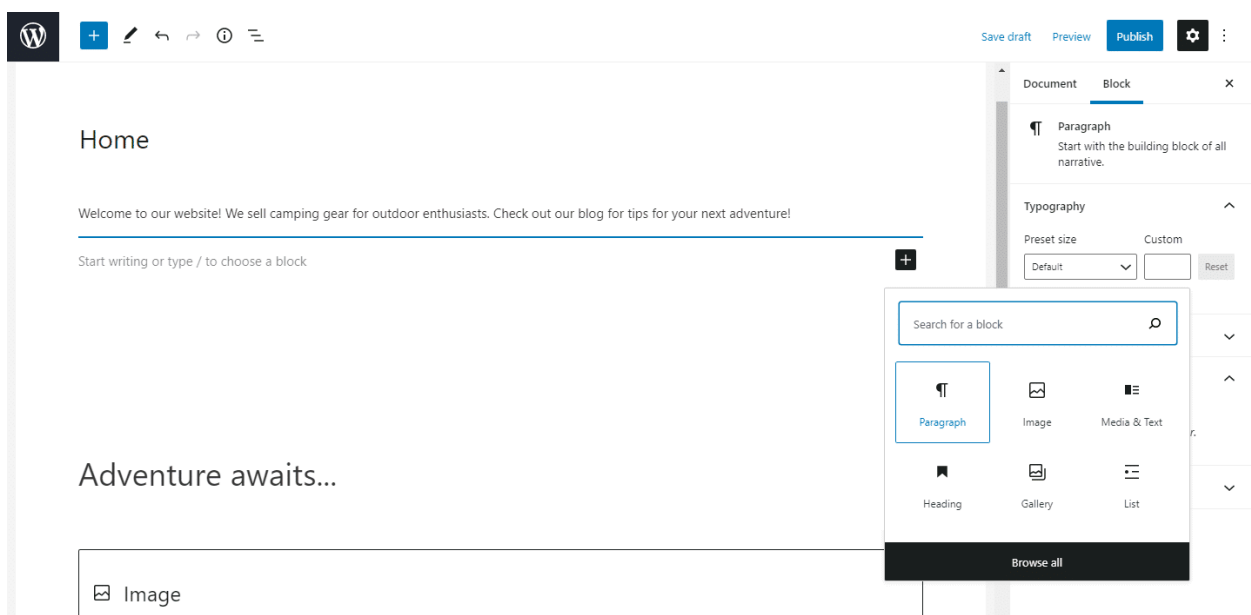 Save draft
Preview
Publish
Document
Block
Home
Paragraph
Start with the building block of all
narrative.
Welcome to our website! We sell camping gear for outdoor enthusiasts. Check out our blog for tips for your next adventure!
Typography
Preset size
Custom
Default
Reset
Start writing or type / to choose a block
Search for a block
Paragraph
Image
Media & Text
r.
Heading
Gallery
List
Adventure awaits...
Browse all
Image